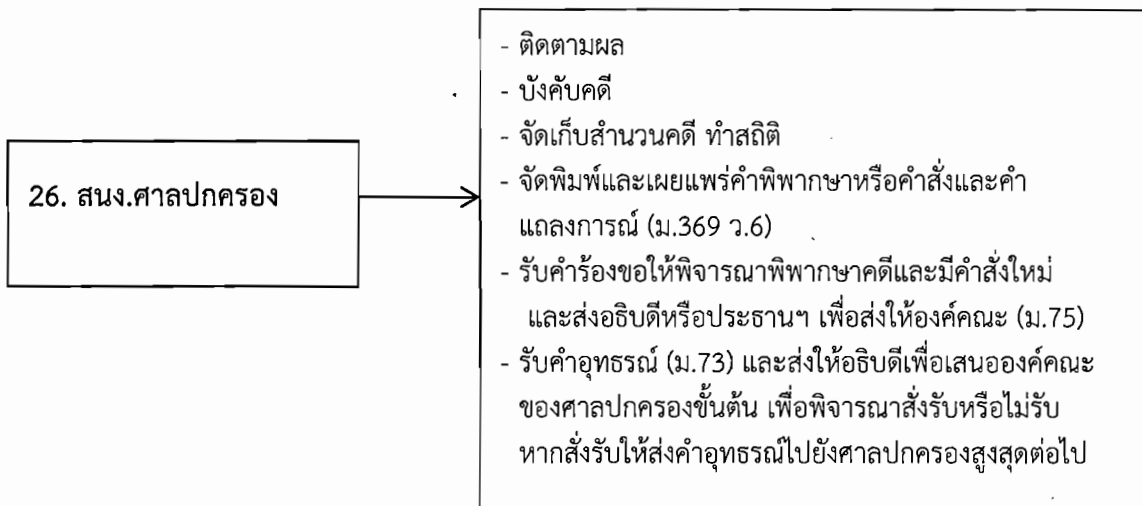 26. สนง.ศาลปกครอง
- ติดตามผล
- บังคับคดี
- จัดเก็บสำนวนคดี ทำสถิติ
- จัดพิมพ์และเผยแพร่คำพิพากษาหรือคำสั่งและคำ
แถลงการณ์ (ม.369 ว.6)
- รับคำร้องขอให้พิจารณาพิพากษาคดีและมีคำสั่งใหม่
และส่งอธิบดีหรือประธานฯ เพื่อส่งให้องค์คณะ (ม.75)
- รับคำอุทธรณ์ (ม.73) และส่งให้อธิบดีเพื่อเสนอองค์คณะ
ของศาลปกครองชั้นต้น เพื่อพิจารณาสั่งรับหรือไม่รับ
หากสั่งรับให้ส่งคำอุทธรณ์ไปยังศาลปกครองสูงสุดต่อไป